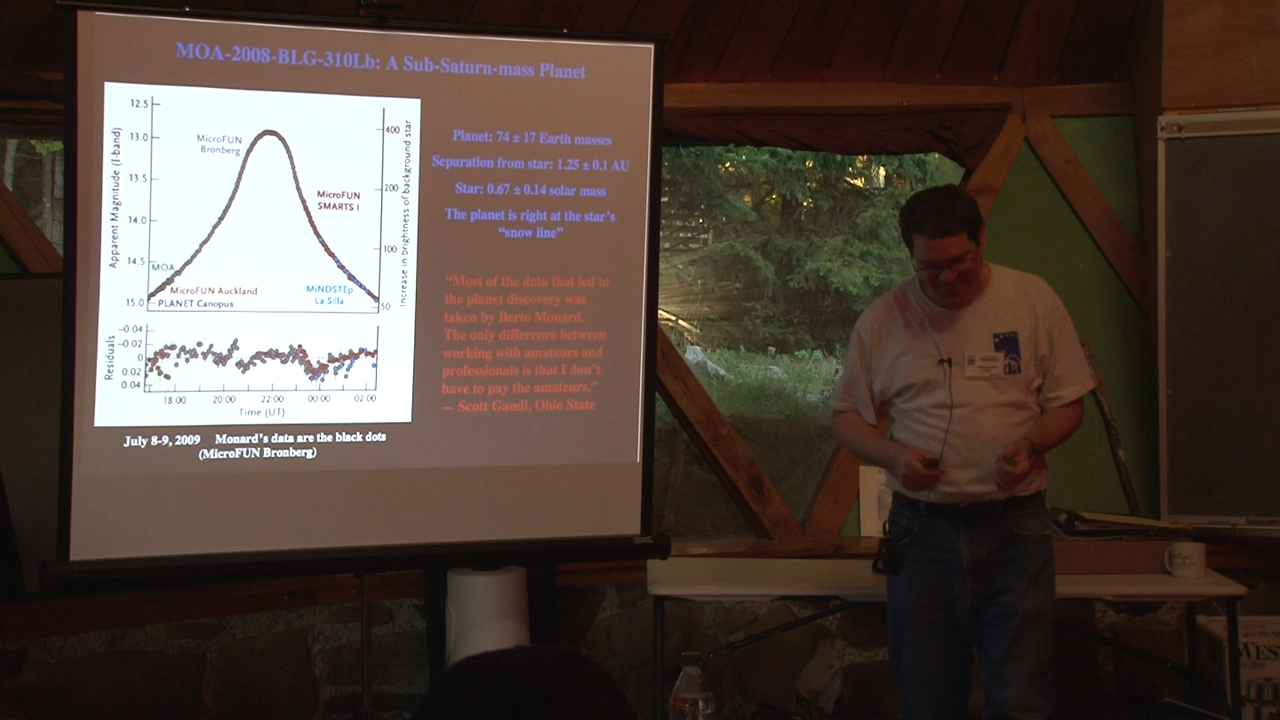 MOA-2008-BLG-310Lb: A Sub-Saturn-mass Planet
12.5
13.0
13.5
14.0
14.5
15.0
Apparent Magnitude (I-band)
MicroFUN
Bronberg
MicroFUN
SMARTS I
MOA
MicroFUN Auckland
PLANET Canopus
MiNDSTEp
La Silla
400
200
100
50
Increase in brightness of background star
-0.04
-0.02
0
0.02
0.04
Residuals
18:00
20:00
22:00
00:00
02:00
Time (UT)
July 8-9, 2009 Monard's data are the black dots
(MicroFUN Bronberg)
Planet: 74 ± 17 Earth masses
Separation from star: 1.25 ± 0.1 AU
Star: 0.67 ± 0.14 solar mass
The planet is right at the star's
"snow line"
"Most of the data that led to
the planet discovery was
taken by Berto Monard.
The only difference between
working with amateurs and
professionals is that I don't
have to pay the amateurs."
— Scott Gaudi, Ohio State